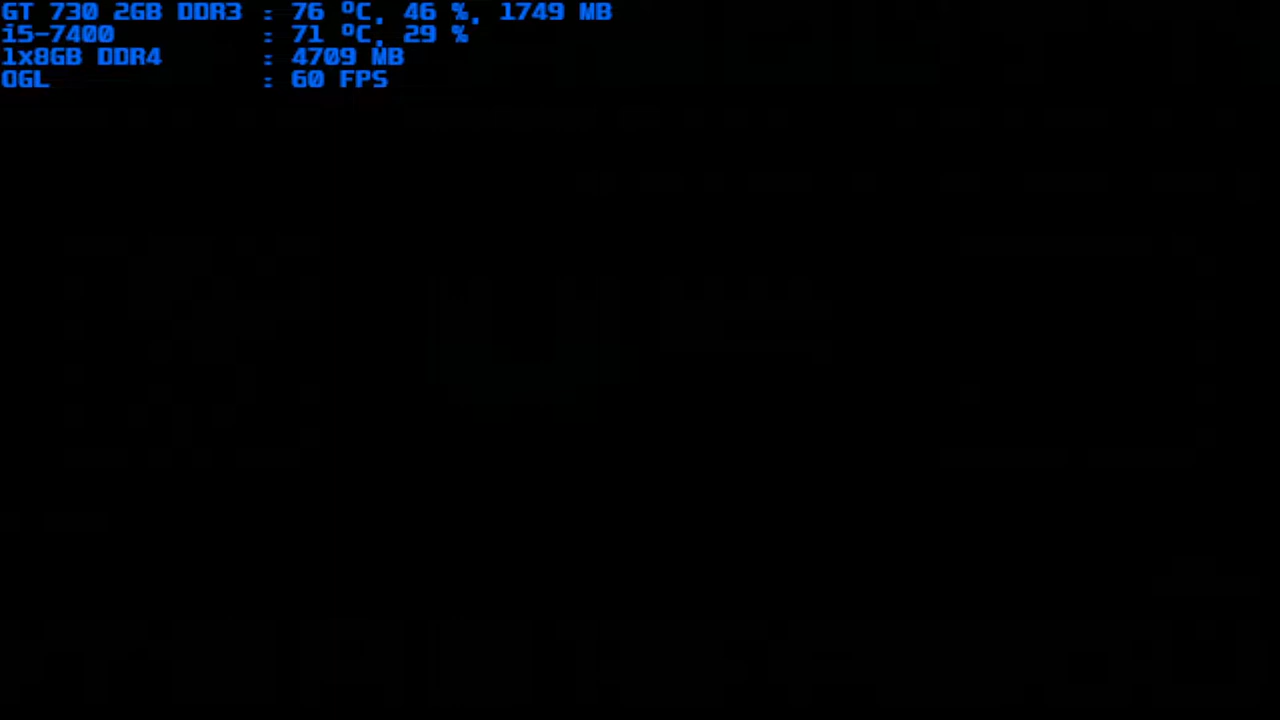 GT 730 2GB DDR3 : 76 ºC, 46 %, 1749 MB
i5-7400 : 71 ºC, 29 %
1x8GB DDR4 : 4709 MB
OGL : 60 FPS